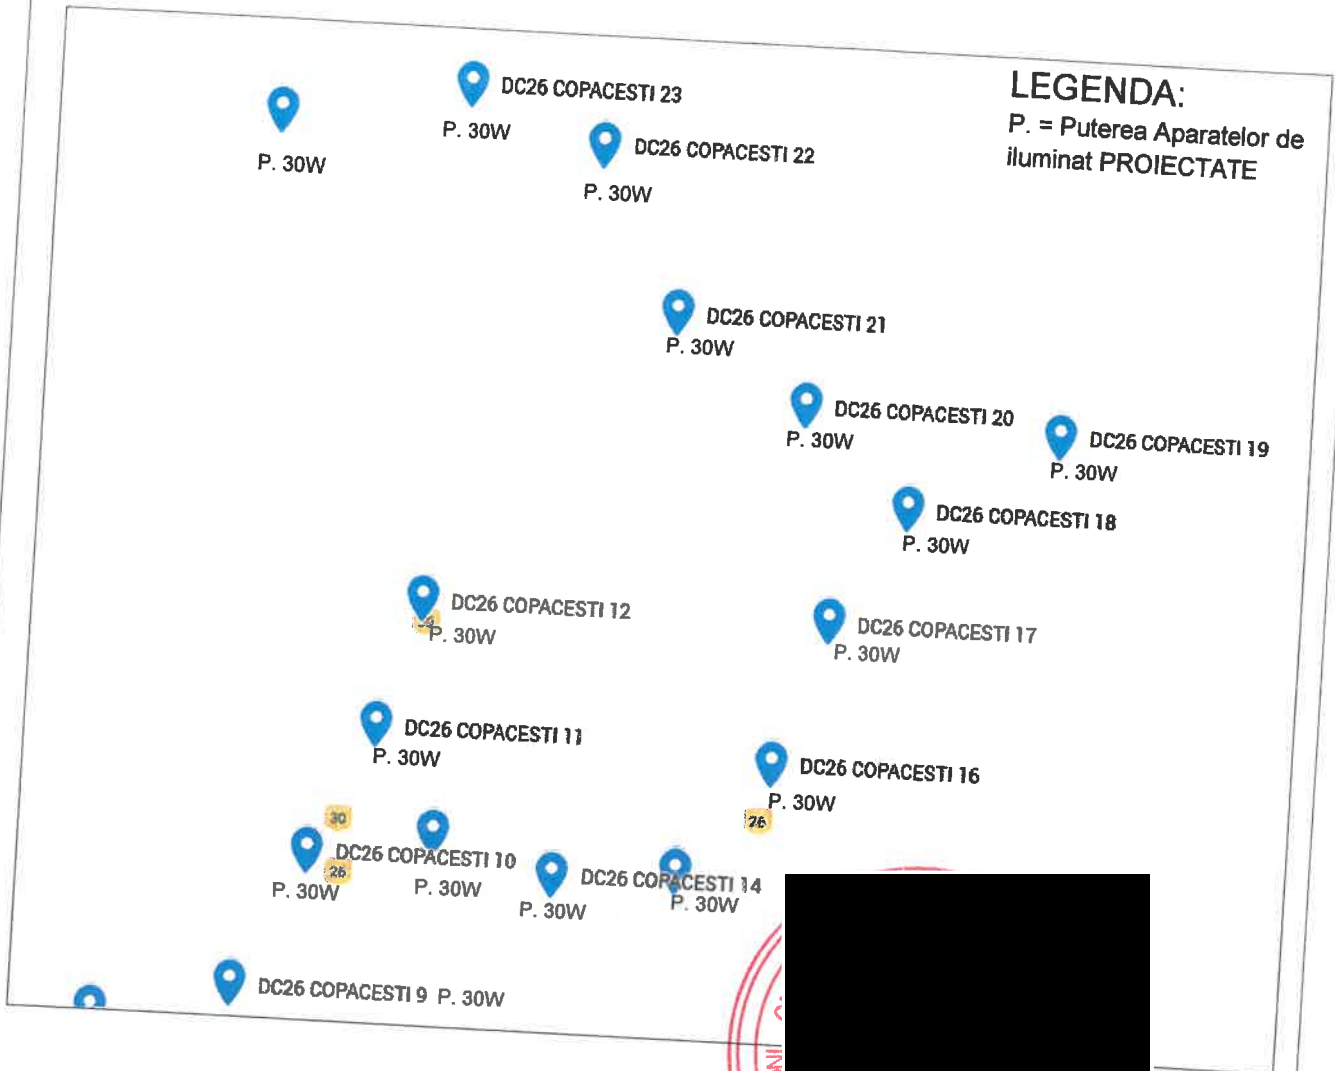 DC26 COPACESTI 23
P. 30W
P. 30W
DC26 COPACESTI 22
P. 30W
LEGENDA:
P. = Puterea Aparatelor de
iluminat PROIECTATE
DC26 COPACESTI 21
P. 30W
DC26 COPACESTI 20
P. 30W
DC26 COPACESTI 19
P. 30W
DC26 COPACESTI 18
P. 30W
DC26 COPACESTI 12
P. 30W
DC26 COPACESTI 17
P. 30W
DC26 COPACESTI 11
P. 30W
DC26 COPACESTI 16
P. 30W
26
30
DC26 COPACESTI 10
26
P. 30W
P. 30W
DC26 COPACESTI 14
P. 30W
P. 30W
DC26 COPACESTI 9 P. 30W